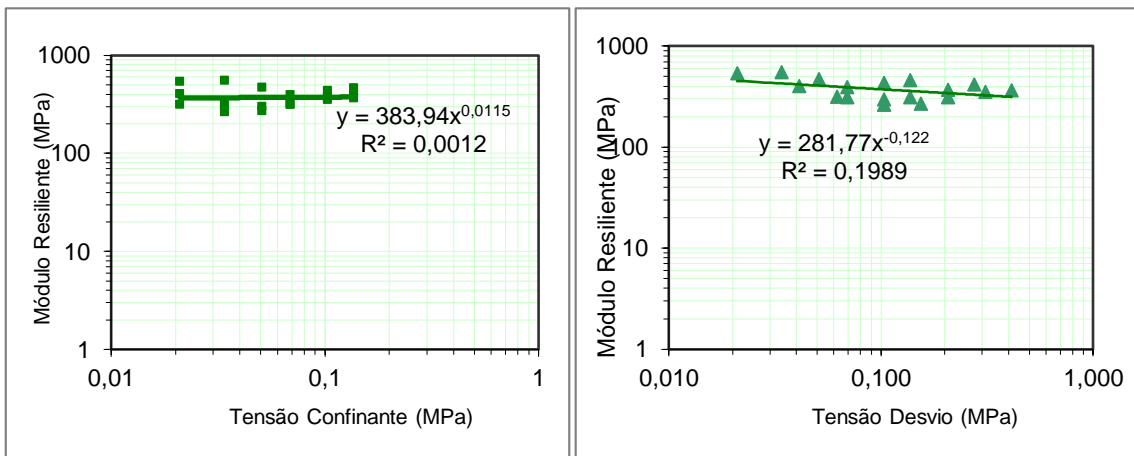 1000
100
10
1
0,01
0,1
1
Módulo Resiliente (MPa)
Tensão Confinante (MPa)
y = 383,94x^0,0115
R² = 0,0012
1000
100
10
1
0,010
0,100
1,000
Módulo Resiliente (MPa)
Tensão Desvio (MPa)
y = 281,77x^-0,122
R² = 0,1989